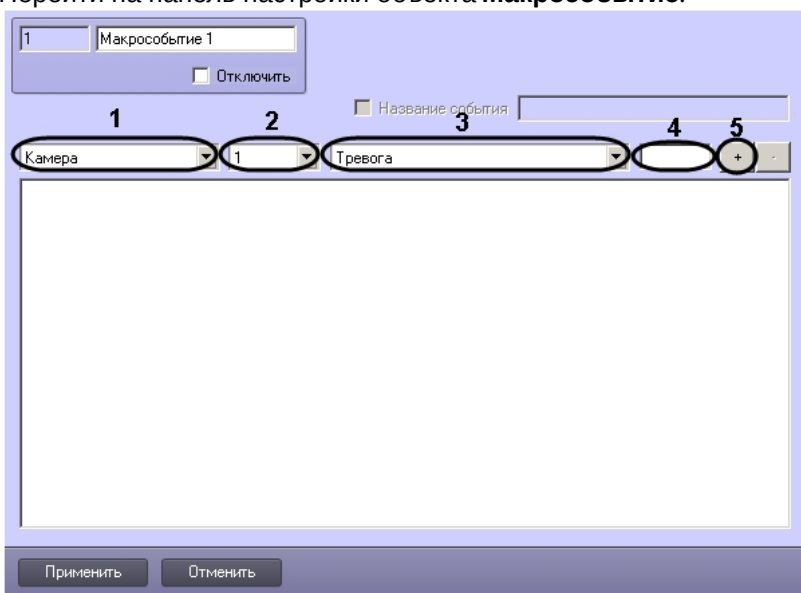 Перейти на панель настройки объекта Макрособытие.
1 Макрособытие 1
Отключить
Название события
1 2 3 4 5
Камера 1 Тревога + -
Применить Отменить